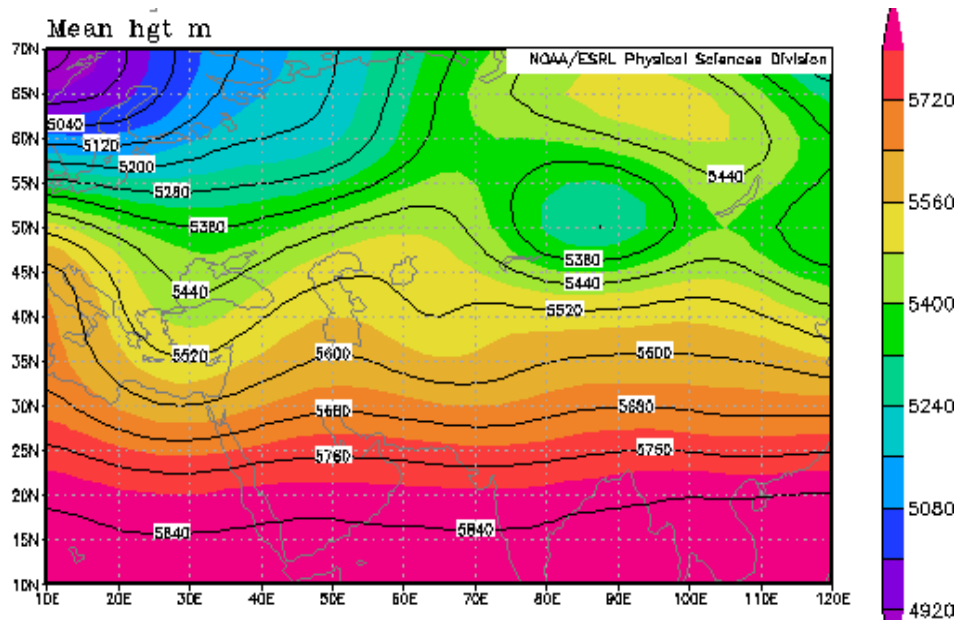 Mean hgt m
NOAA/ESRL Physical Sciences Division
70N
65N
60N
55N
50N
45N
40N
35N
30N
25N
20N
15N
10N
10E 20E 30E 40E 50E 60E 70E 80E 90E 100E 110E 120E
5040
5120
5200
5280
5360
5440
5520
5440
5360
5440
5520
5600
5600
5680
5680
5760
5760
5840
5840
5720
5560
5400
5240
5080
4920